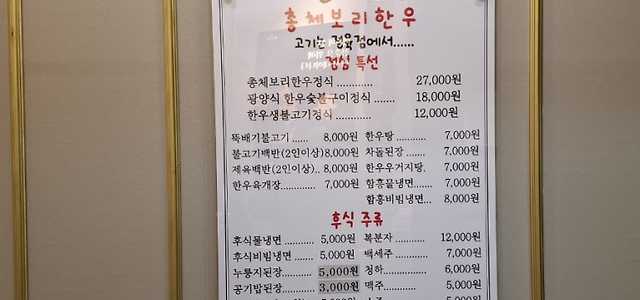 총체보리한우
고기는 정육점에서......
점심 특선
총체보리한우정식 ............ 27,000원
광양식 한우숯불구이정식 ....... 18,000원
한우생불고기정식 ............ 12,000원
뚝배기불고기 ...... 8,000원 한우탕 ............ 7,000원
불고기백반(2인이상) 8,000원 차돌된장 ........ 7,000원
제육백반(2인이상).. 8,000원 한우우거지탕. 7,000원
한우육개장............ 7,000원 함흥물냉면...... 7,000원
함흥비빔냉면... 8,000원
후식 주류
후식물냉면 ........... 5,000원 복분자 ............ 12,000원
후식비빔냉면 ....... 5,000원 백세주 ............ 7,000원
누룽지된장............ 5,000원 청하 ............... 6,000원
공기밥된장............ 3,000원 맥주 ............... 5,000원